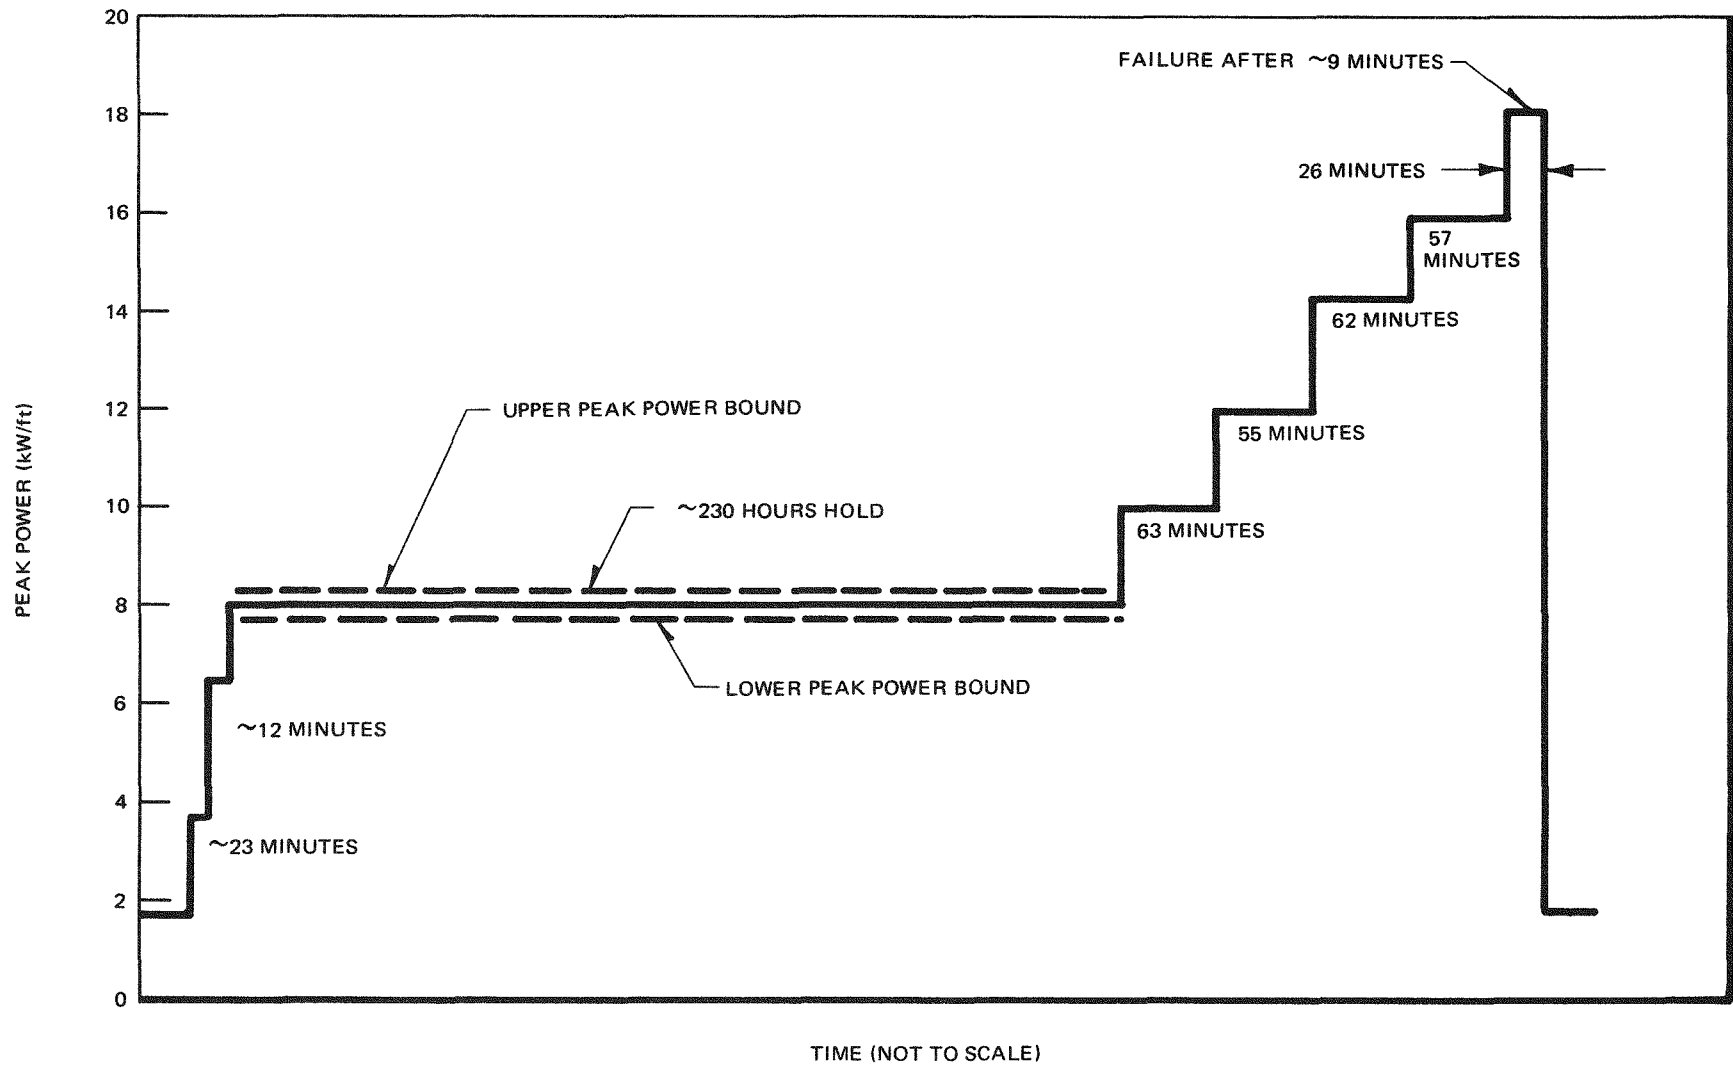 20
FAILURE AFTER ~9 MINUTES
18
26 MINUTES
16
57
MINUTES
14
62 MINUTES
12
UPPER PEAK POWER BOUND
55 MINUTES
PEAK POWER (kW/ft)
10
~230 HOURS HOLD
63 MINUTES
8
LOWER PEAK POWER BOUND
6
~12 MINUTES
4
~23 MINUTES
2
0
TIME (NOT TO SCALE)